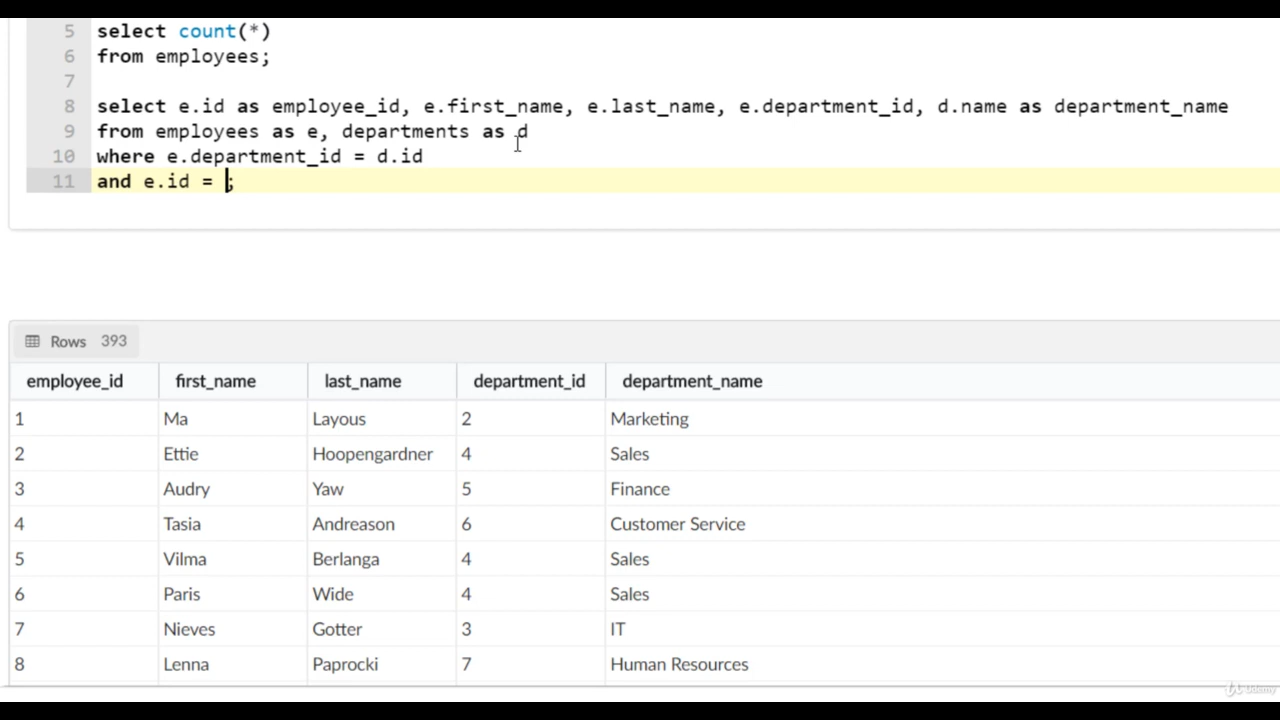 5 select count(*)
6 from employees;
7
8 select e.id as employee_id, e.first_name, e.last_name, e.department_id, d.name as department_name
9 from employees as e, departments as d
10 where e.department_id = d.id
11 and e.id = ;
Rows 393
employee_id first_name last_name department_id department_name
1 Ma Layous 2 Marketing
2 Ettie Hoopengardner 4 Sales
3 Audry Yaw 5 Finance
4 Tasia Andreason 6 Customer Service
5 Vilma Berlanga 4 Sales
6 Paris Wide 4 Sales
7 Nieves Gotter 3 IT
8 Lenna Paprocki 7 Human Resources
Udemy